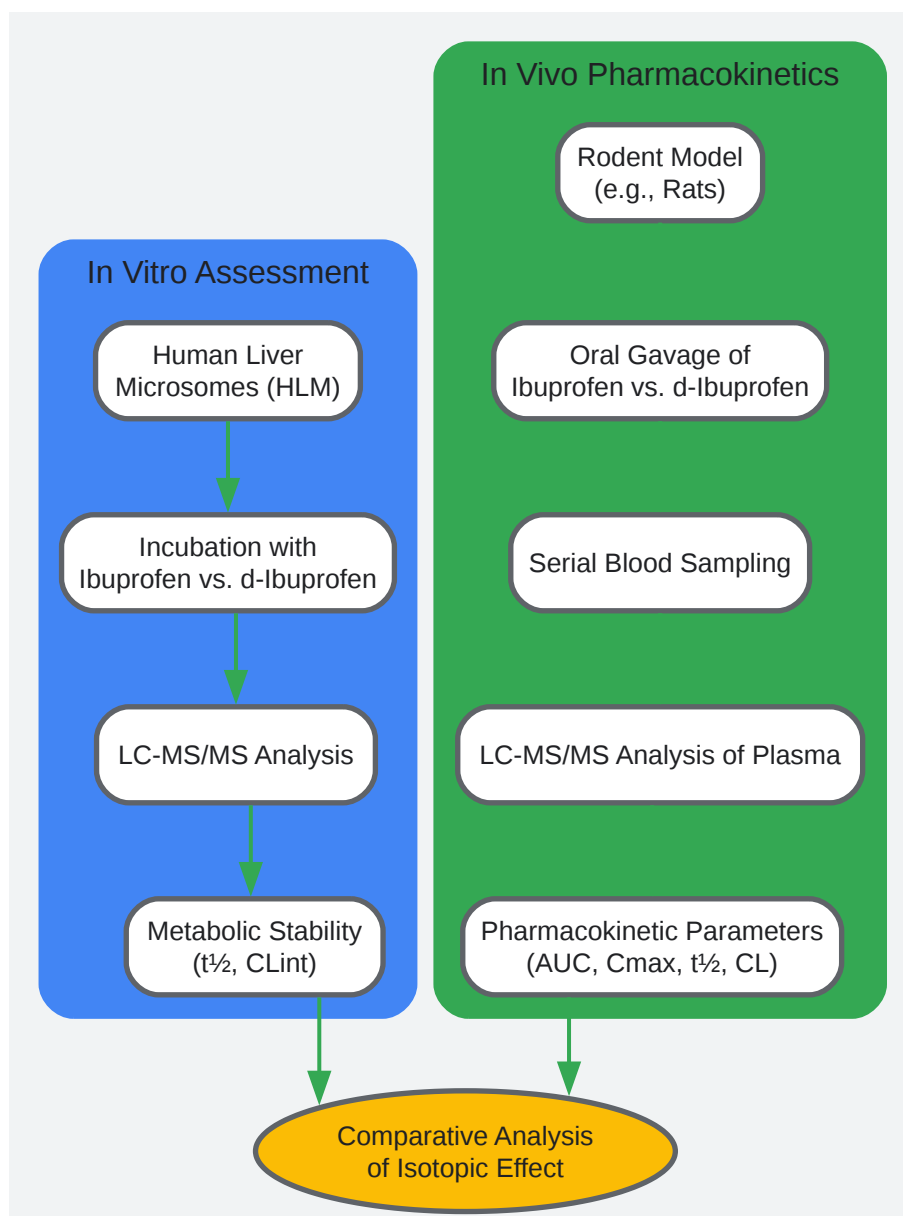 In Vitro Assessment
Human Liver
Microsomes (HLM)
Incubation with
Ibuprofen vs. d-Ibuprofen
LC-MS/MS Analysis
Metabolic Stability
(t½, CLint)
In Vivo Pharmacokinetics
Rodent Model
(e.g., Rats)
Oral Gavage of
Ibuprofen vs. d-Ibuprofen
Serial Blood Sampling
LC-MS/MS Analysis of Plasma
Pharmacokinetic Parameters
(AUC, Cmax, t½, CL)
Comparative Analysis
of Isotopic Effect